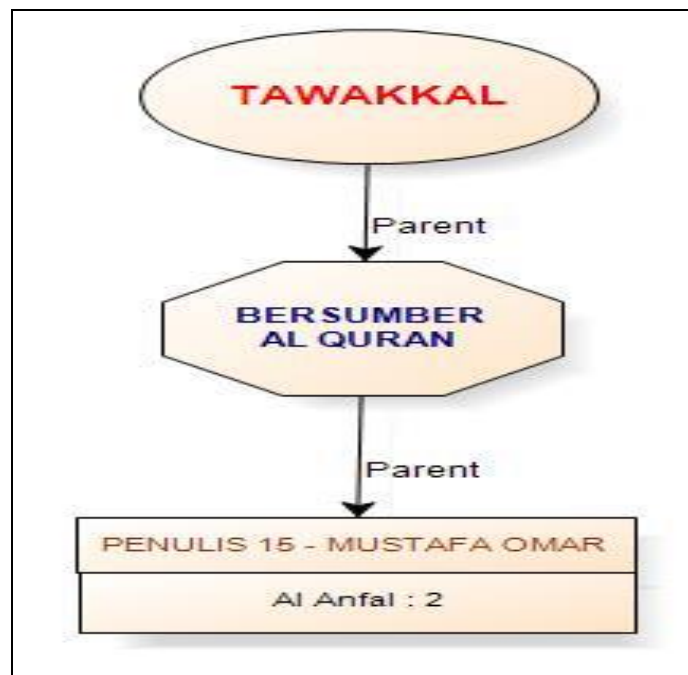 TAWAKKAL
Parent
BERSUMBER
AL QURAN
Parent
PENULIS 15 - MUSTAFA OMAR
Al Anfal : 2